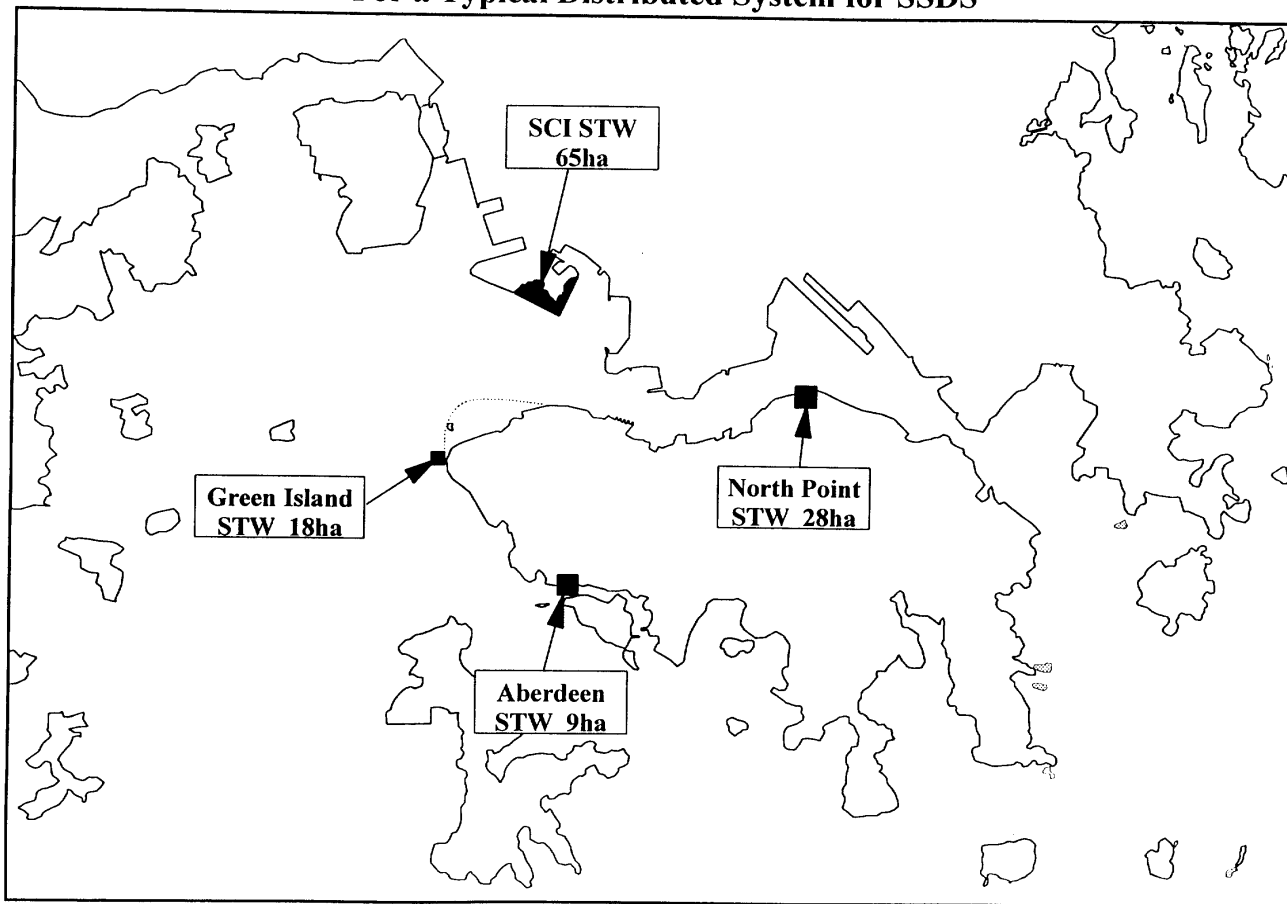 For a Typical Distributed System for SSDS
SCI STW
65ha
Green Island
STW 18ha
North Point
STW 28ha
Aberdeen
STW 9ha